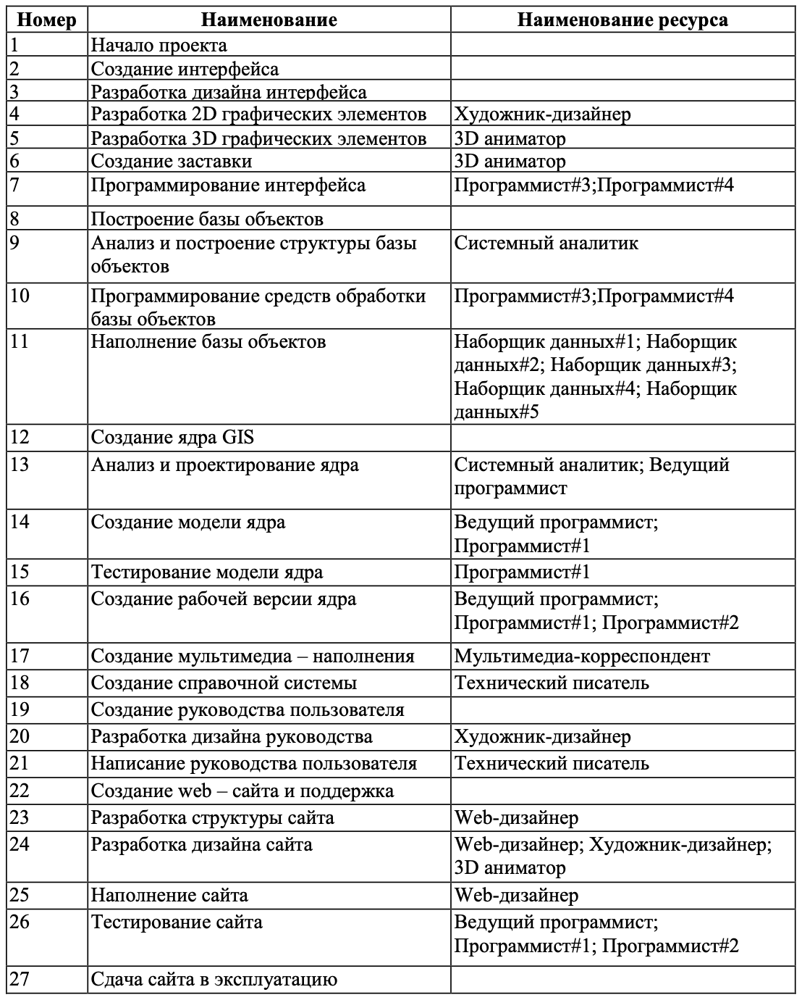 Номер Наименование Наименование ресурса
1 Начало проекта
2 Создание интерфейса
3 Разработка дизайна интерфейса
4 Разработка 2D графических элементов Художник-дизайнер
5 Разработка 3D графических элементов 3D аниматор
6 Создание заставки 3D аниматор
7 Программирование интерфейса Программист#3;Программист#4
8 Построение базы объектов
9 Анализ и построение структуры базы Системный аналитик
объектов
10 Программирование средств обработки Программист#3;Программист#4
базы объектов
11 Наполнение базы объектов Наборщик данных#1; Наборщик
данных#2; Наборщик данных#3;
Наборщик данных#4; Наборщик
данных#5
12 Создание ядра GIS
13 Анализ и проектирование ядра Системный аналитик; Ведущий
программист
14 Создание модели ядра Ведущий программист;
Программист#1
15 Тестирование модели ядра Программист#1
16 Создание рабочей версии ядра Ведущий программист;
Программист#1; Программист#2
17 Создание мультимедиа – наполнения Мультимедиа-корреспондент
18 Создание справочной системы Технический писатель
19 Создание руководства пользователя
20 Разработка дизайна руководства Художник-дизайнер
21 Написание руководства пользователя Технический писатель
22 Создание web – сайта и поддержка
23 Разработка структуры сайта Web-дизайнер
24 Разработка дизайна сайта Web-дизайнер; Художник-дизайнер;
3D аниматор
25 Наполнение сайта Web-дизайнер
26 Тестирование сайта Ведущий программист;
Программист#1; Программист#2
27 Сдача сайта в эксплуатацию